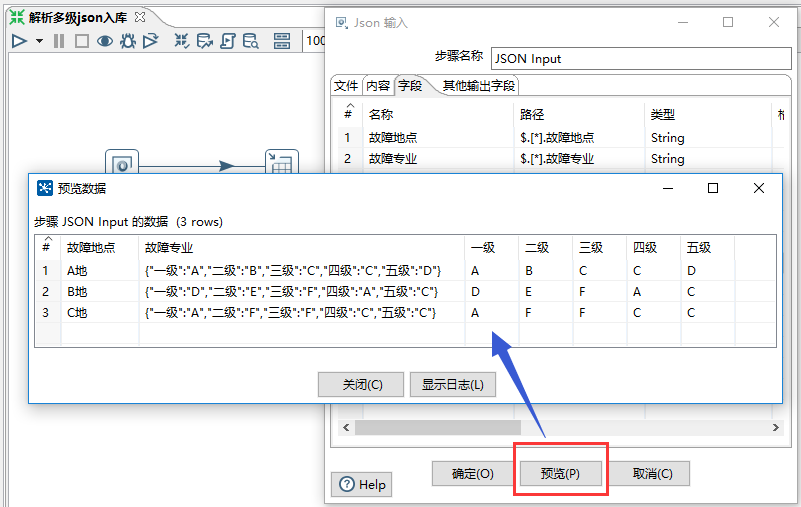 解析多级json入库
100
Json 输入
步骤名称 JSON Input
文件 内容 字段 其他输出字段
# 名称 路径 类型
1 故障地点 $.[*].故障地点 String
2 故障专业 $.[*].故障专业 String
预览数据
步骤 JSON Input 的数据 (3 rows)
# 故障地点 故障专业 一级 二级 三级 四级 五级
1 A地 {"一级":"A","二级":"B","三级":"C","四级":"C","五级":"D"} A B C C D
2 B地 {"一级":"D","二级":"E","三级":"F","四级":"A","五级":"C"} D E F A C
3 C地 {"一级":"A","二级":"F","三级":"F","四级":"C","五级":"C"} A F F C C
关闭(C) 显示日志(L)
确定(O) 预览(P) 取消(C)
Help